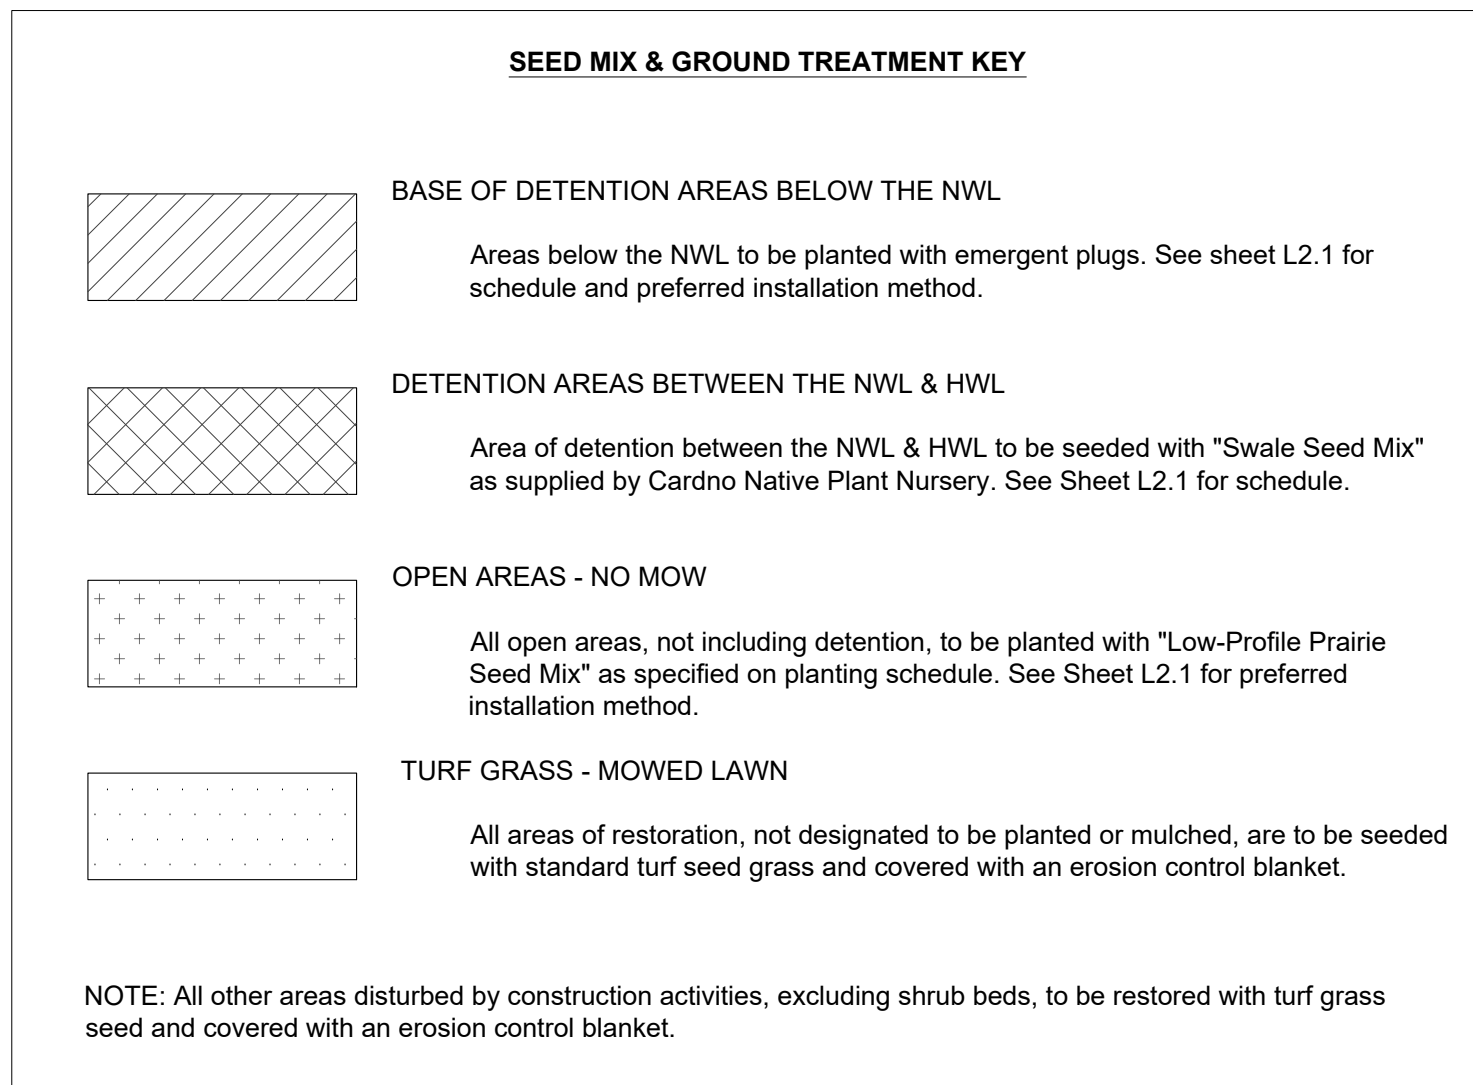 SEED MIX & GROUND TREATMENT KEY
BASE OF DETENTION AREAS BELOW THE NWL
Areas below the NWL to be planted with emergent plugs. See sheet L2.1 for
schedule and preferred installation method.
DETENTION AREAS BETWEEN THE NWL & HWL
Area of detention between the NWL & HWL to be seeded with "Swale Seed Mix"
as supplied by Cardno Native Plant Nursery. See Sheet L2.1 for schedule.
OPEN AREAS - NO MOW
All open areas, not including detention, to be planted with "Low-Profile Prairie
Seed Mix" as specified on planting schedule. See Sheet L2.1 for preferred
installation method.
TURF GRASS - MOWED LAWN
All areas of restoration, not designated to be planted or mulched, are to be seeded
with standard turf seed grass and covered with an erosion control blanket.
NOTE: All other areas disturbed by construction activities, excluding shrub beds, to be restored with turf grass
seed and covered with an erosion control blanket.